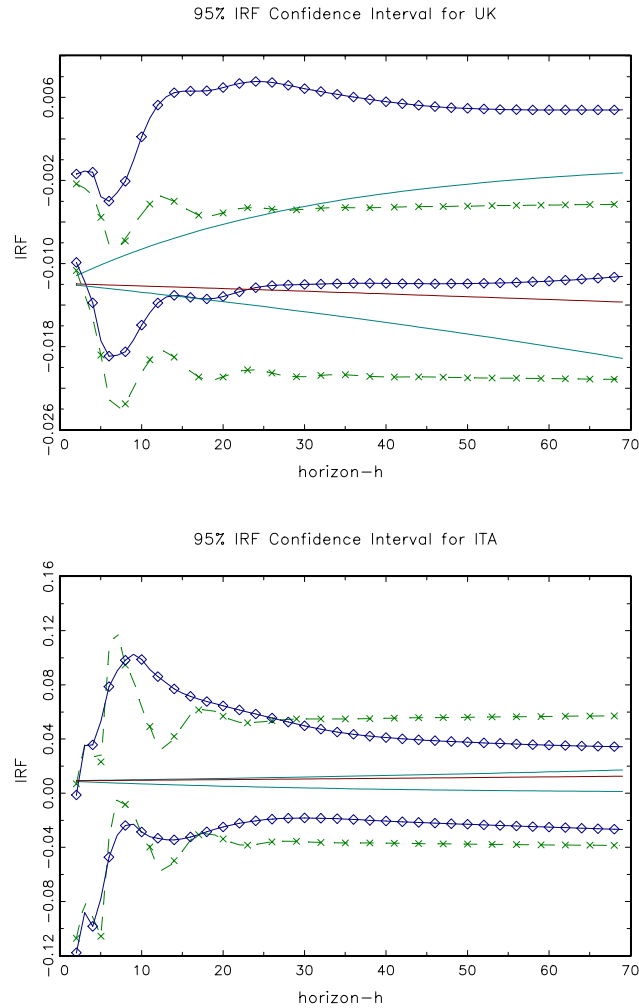 95% IRF Confidence Interval for UK
IRF
0.006
−0.002
−0.010
−0.018
−0.026
0 10 20 30 40 50 60 70
horizon−h
95% IRF Confidence Interval for ITA
IRF
0.16
0.12
0.08
0.04
0.00
−0.04
−0.08
−0.12
0 10 20 30 40 50 60 70
horizon−h